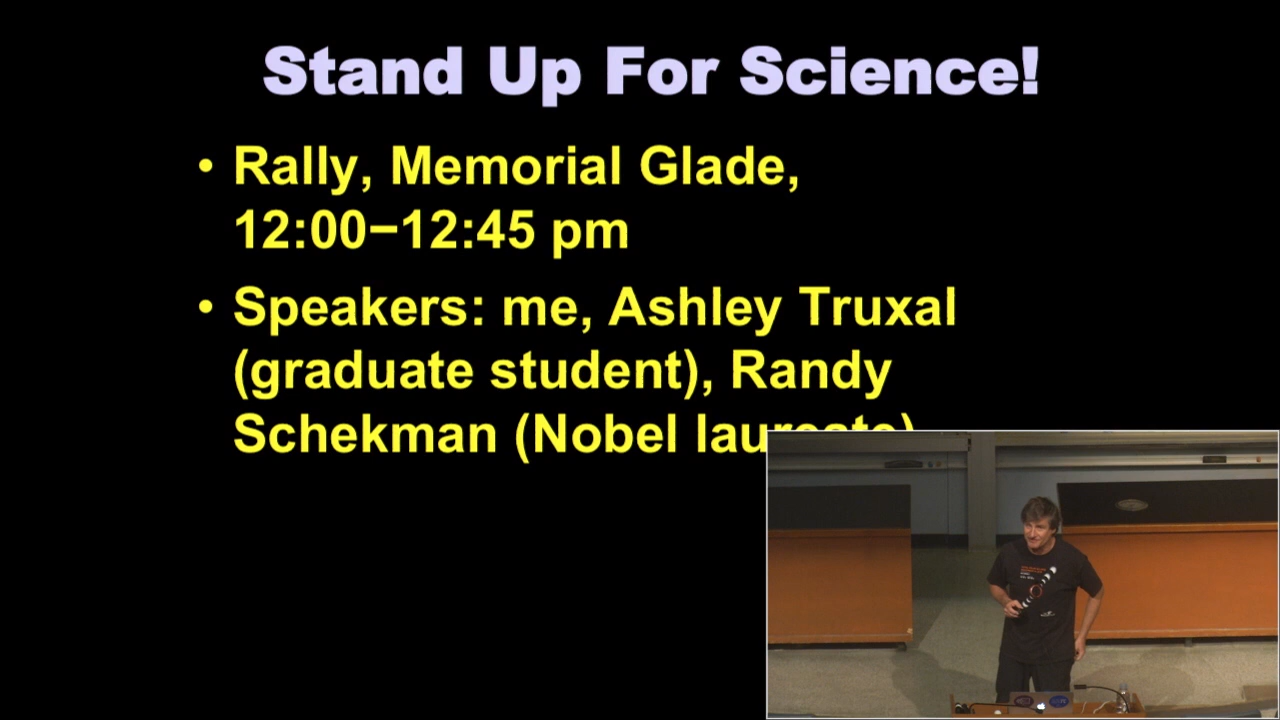 Stand Up For Science!
• Rally, Memorial Glade,
12:00–12:45 pm
• Speakers: me, Ashley Truxal
(graduate student), Randy
Schekman (Nobel laureate)